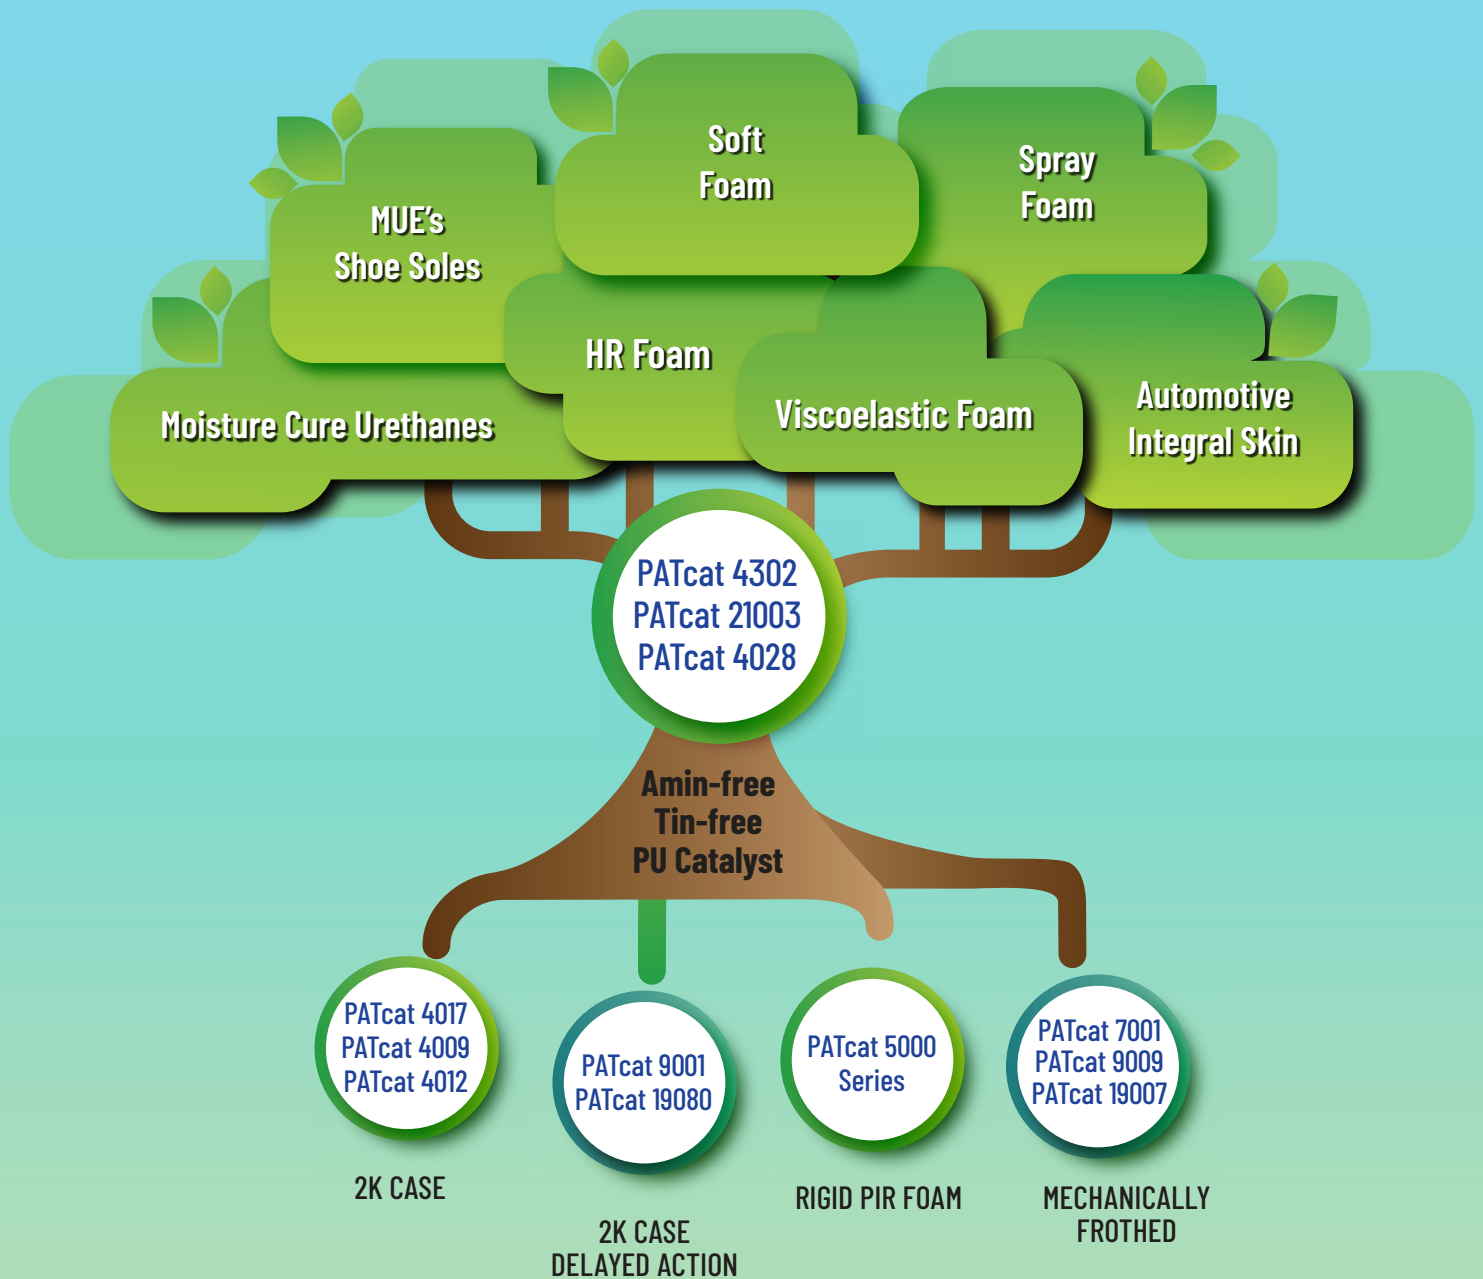 Soft
Foam
Spray
Foam
MUE's
Shoe Soles
HR Foam
Moisture Cure Urethanes
Viscoelastic Foam
Automotive
Integral Skin
PATcat 4302
PATcat 21003
PATcat 4028
Amin-free
Tin-free
PU Catalyst
PATcat 4017
PATcat 4009
PATcat 4012
2K CASE
PATcat 9001
PATcat 19080
2K CASE
DELAYED ACTION
PATcat 5000
Series
RIGID PIR FOAM
PATcat 7001
PATcat 9009
PATcat 19007
MECHANICALLY
FROTHED